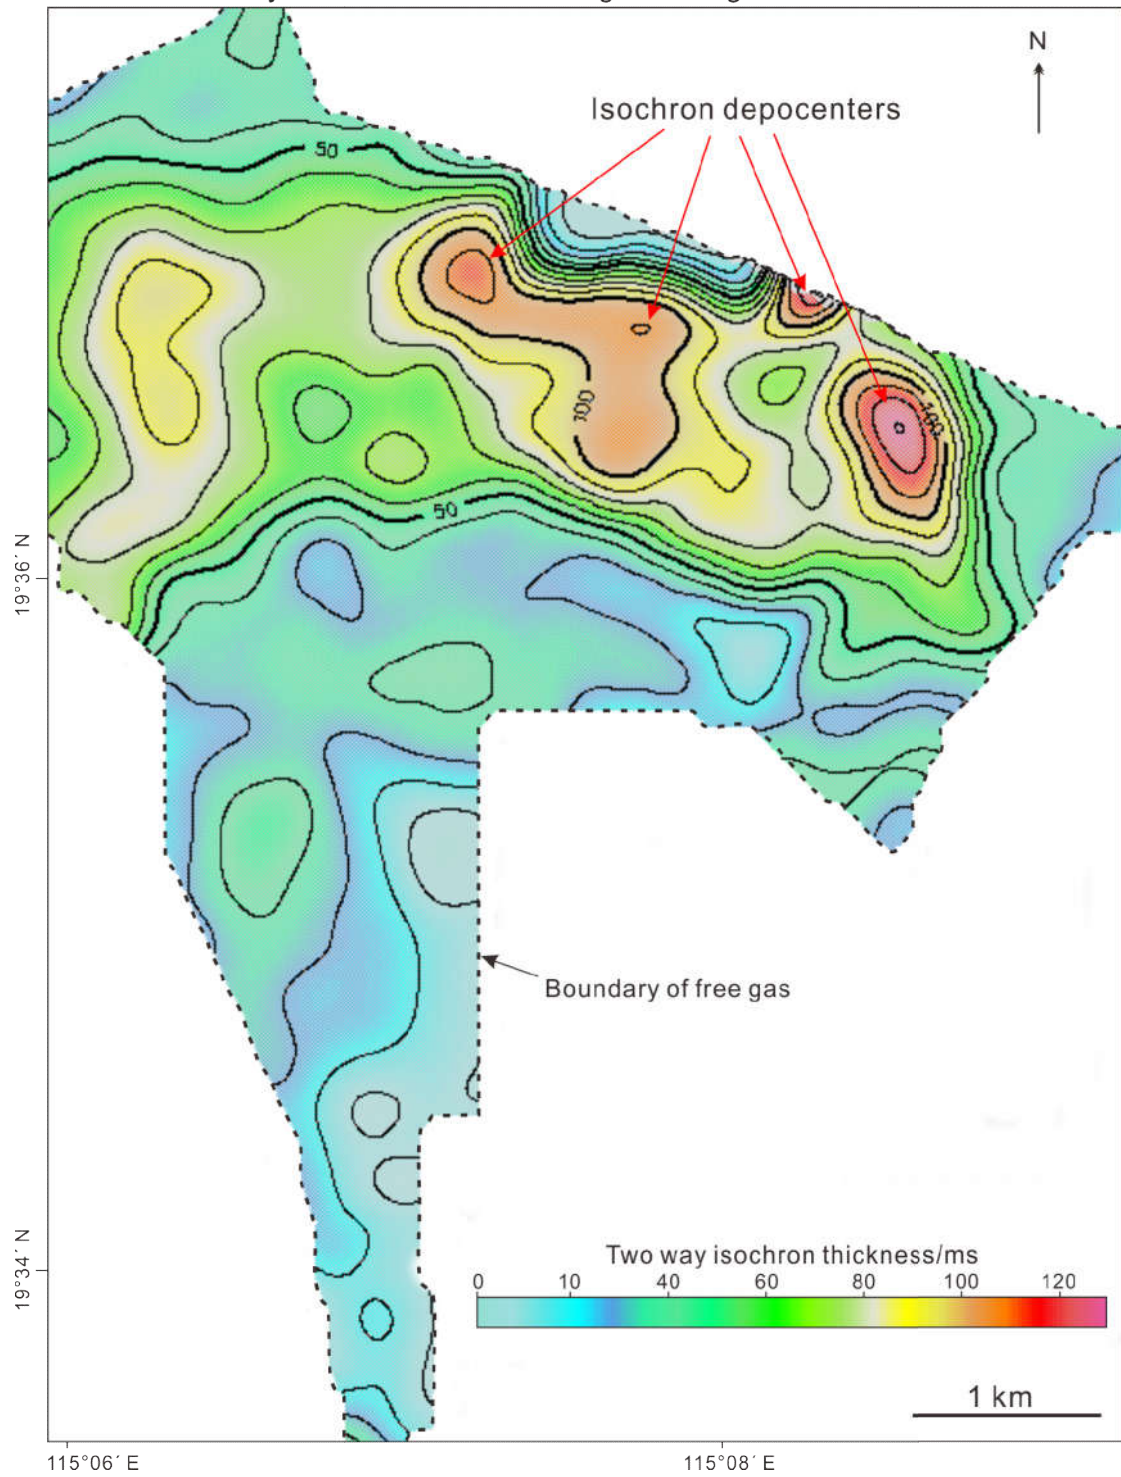 N
Isochron depocenters
50
100
100
50
19°36′ N
Boundary of free gas
19°34′ N
Two way isochron thickness/ms
0 10 40 60 80 100 120
1 km
115°06′ E 115°08′ E